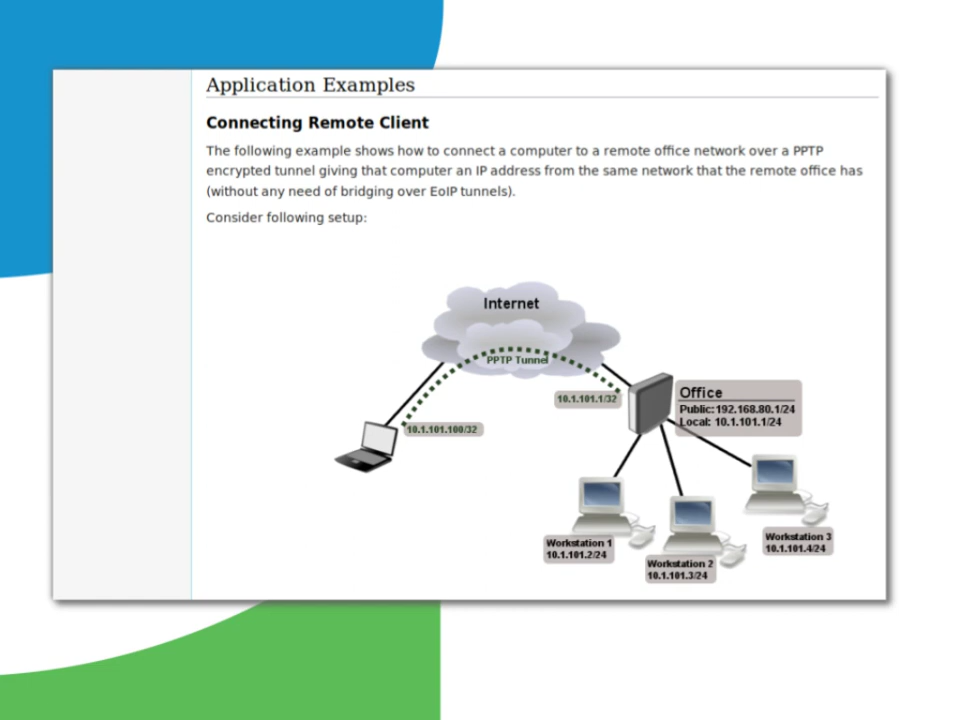 Application Examples
Connecting Remote Client
The following example shows how to connect a computer to a remote office network over a PPTP
encrypted tunnel giving that computer an IP address from the same network that the remote office has
(without any need of bridging over EoIP tunnels).
Consider following setup:
Internet
PPTP Tunnel
10.1.101.1/32
10.1.101.100/32
Office
Public: 192.168.80.1/24
Local: 10.1.101.1/24
Workstation 1
10.1.101.2/24
Workstation 2
10.1.101.3/24
Workstation 3
10.1.101.4/24